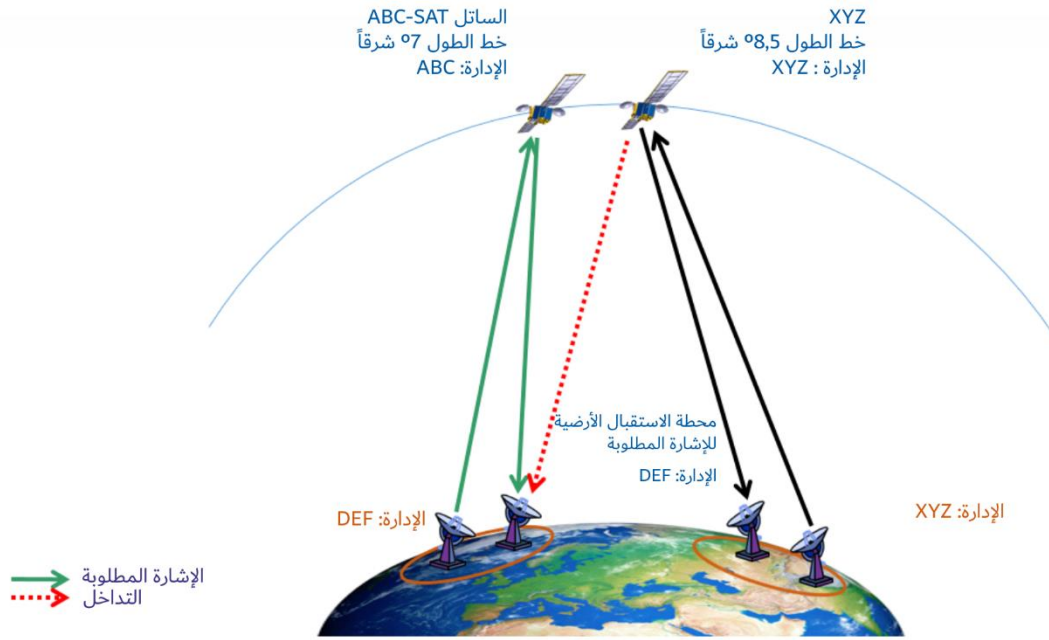 الساتل ABC-SAT
خط الطول 7º شرقاً
الإدارة: ABC
XYZ
خط الطول 8,5º شرقاً
الإدارة : XYZ
محطة الاستقبال الأرضية
للإشارة المطلوبة
الإدارة: DEF
الإدارة: DEF
الإدارة: XYZ
الإشارة المطلوبة
التداخل